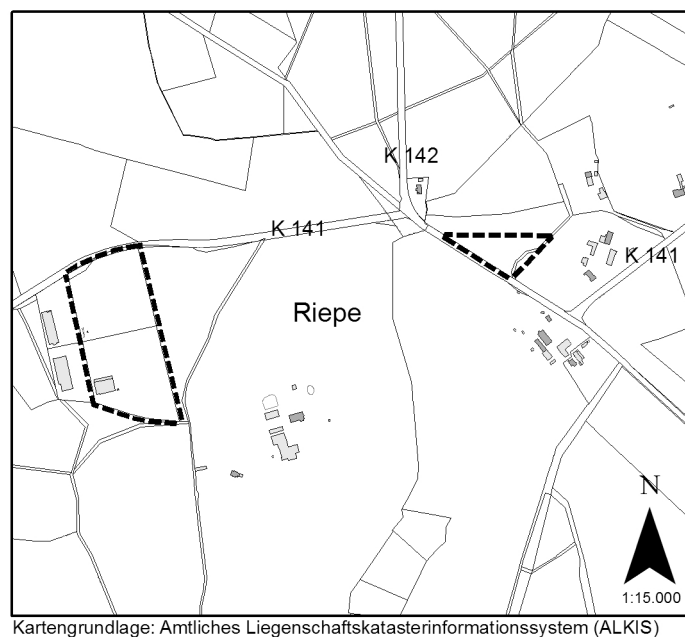 K 142
K 141
K 141
Riepe
N
1:15.000
Kartengrundlage: Amtliches Liegenschaftskatasterinformationssystem (ALKIS)